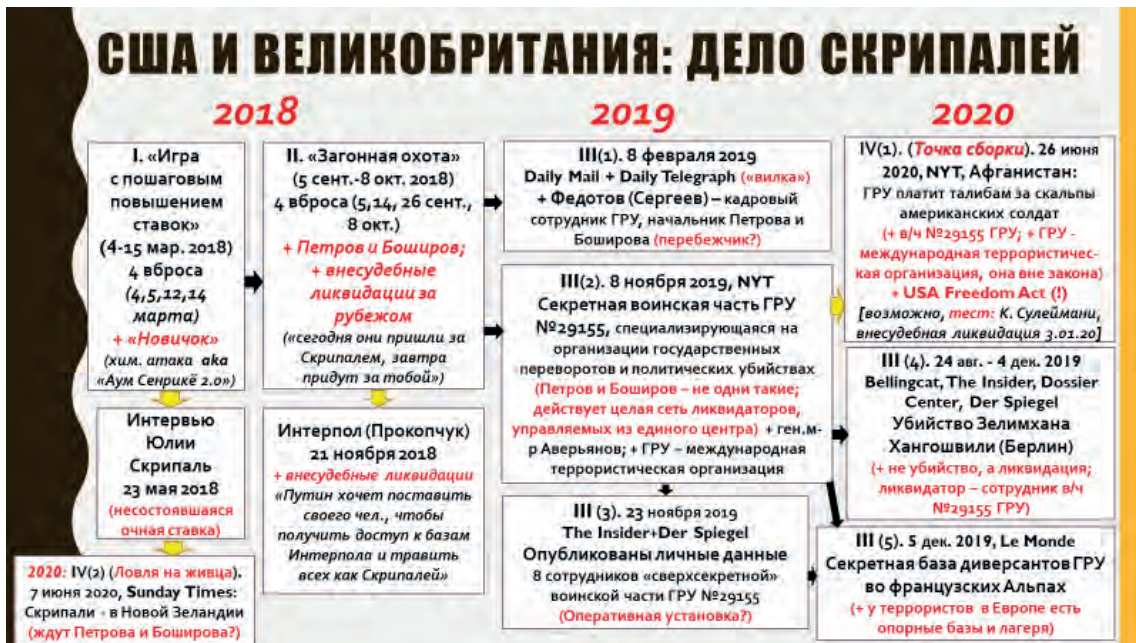 США И ВЕЛИКОБРИТАНИЯ: ДЕЛО СКРИПАЛЕЙ
2018
I. «Игра
с пошаговым
повышением
ставок»
(4-15 мар. 2018)
4 вброса
(4,5,12,14
марта)
+ «Новичок»
(хим. атака aka
«Аум Сенрикё 2.0»)
Интервью
Юлии
Скрипаль
23 мая 2018
(несостоявшаяся
очная ставка)
2020: IV(2) (Ловля на живца).
7 июня 2020, Sunday Times:
Скрипали - в Новой Зеландии
(ждут Петрова и Боширова?)
II. «Загонная охота»
(5 сент.-8 окт. 2018)
4 вброса (5,14, 26 сент.,
8 окт.)
+ Петров и Боширов;
+ внесудебные
ликвидации за
рубежом
(«сегодня они пришли за
Скрипалем, завтра
придут за тобой»)
Интерпол (Прокопчук)
21 ноября 2018
+ внесудебные ликвидации
«Путин хочет поставить
своего чел., чтобы
получить доступ к базам
Интерпола и травить
всех как Скрипалей»
2019
III(1). 8 февраля 2019
Daily Mail + Daily Telegraph («вилка»)
+ Федотов (Сергеев) – кадровый
сотрудник ГРУ, начальник Петрова и
Боширова (перебежчик?)
III(2). 8 ноября 2019, NYT
Секретная воинская часть ГРУ
№29155, специализирующаяся на
организации государственных
переворотов и политических убийствах
(Петров и Боширов – не одни такие;
действует целая сеть ликвидаторов,
управляемых из единого центра) + ген.м-
р Аверьянов; + ГРУ – международная
террористическая организация
III (3). 23 ноября 2019
The Insider+Der Spiegel
Опубликованы личные данные
8 сотрудников «сверхсекретной»
воинской части ГРУ №29155
(Оперативная установка?)
2020
IV(1). (Точка сборки). 26 июня
2020, NYT, Афганистан:
ГРУ платит талибам за скальпы
американских солдат
(+ в/ч №29155 ГРУ; + ГРУ -
международная террористичес-
кая организация, она вне закона)
+ USA Freedom Act (!)
[возможно, тест: К. Сулеймани,
внесудебная ликвидация 3.01.20]
III (4). 24 авг. - 4 дек. 2019
Bellingcat, The Insider, Dossier
Center, Der Spiegel
Убийство Зелимхана
Хангошвили (Берлин)
(+ не убийство, а ликвидация;
ликвидатор – сотрудник в/ч
№29155 ГРУ)
III (5). 5 дек. 2019, Le Monde
Секретная база диверсантов ГРУ
во французских Альпах
(+ у террористов в Европе есть
опорные базы и лагеря)